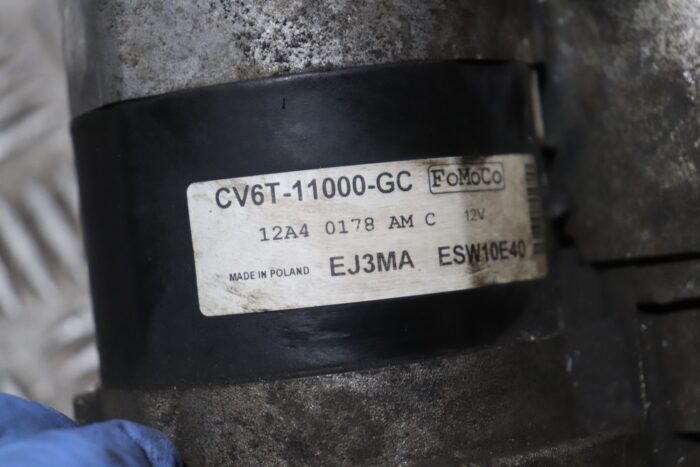 CV6T-11000-GC FoMoCo
12A4 0178 AM C 12V
MADE IN POLAND EJ3MA ESW10E40